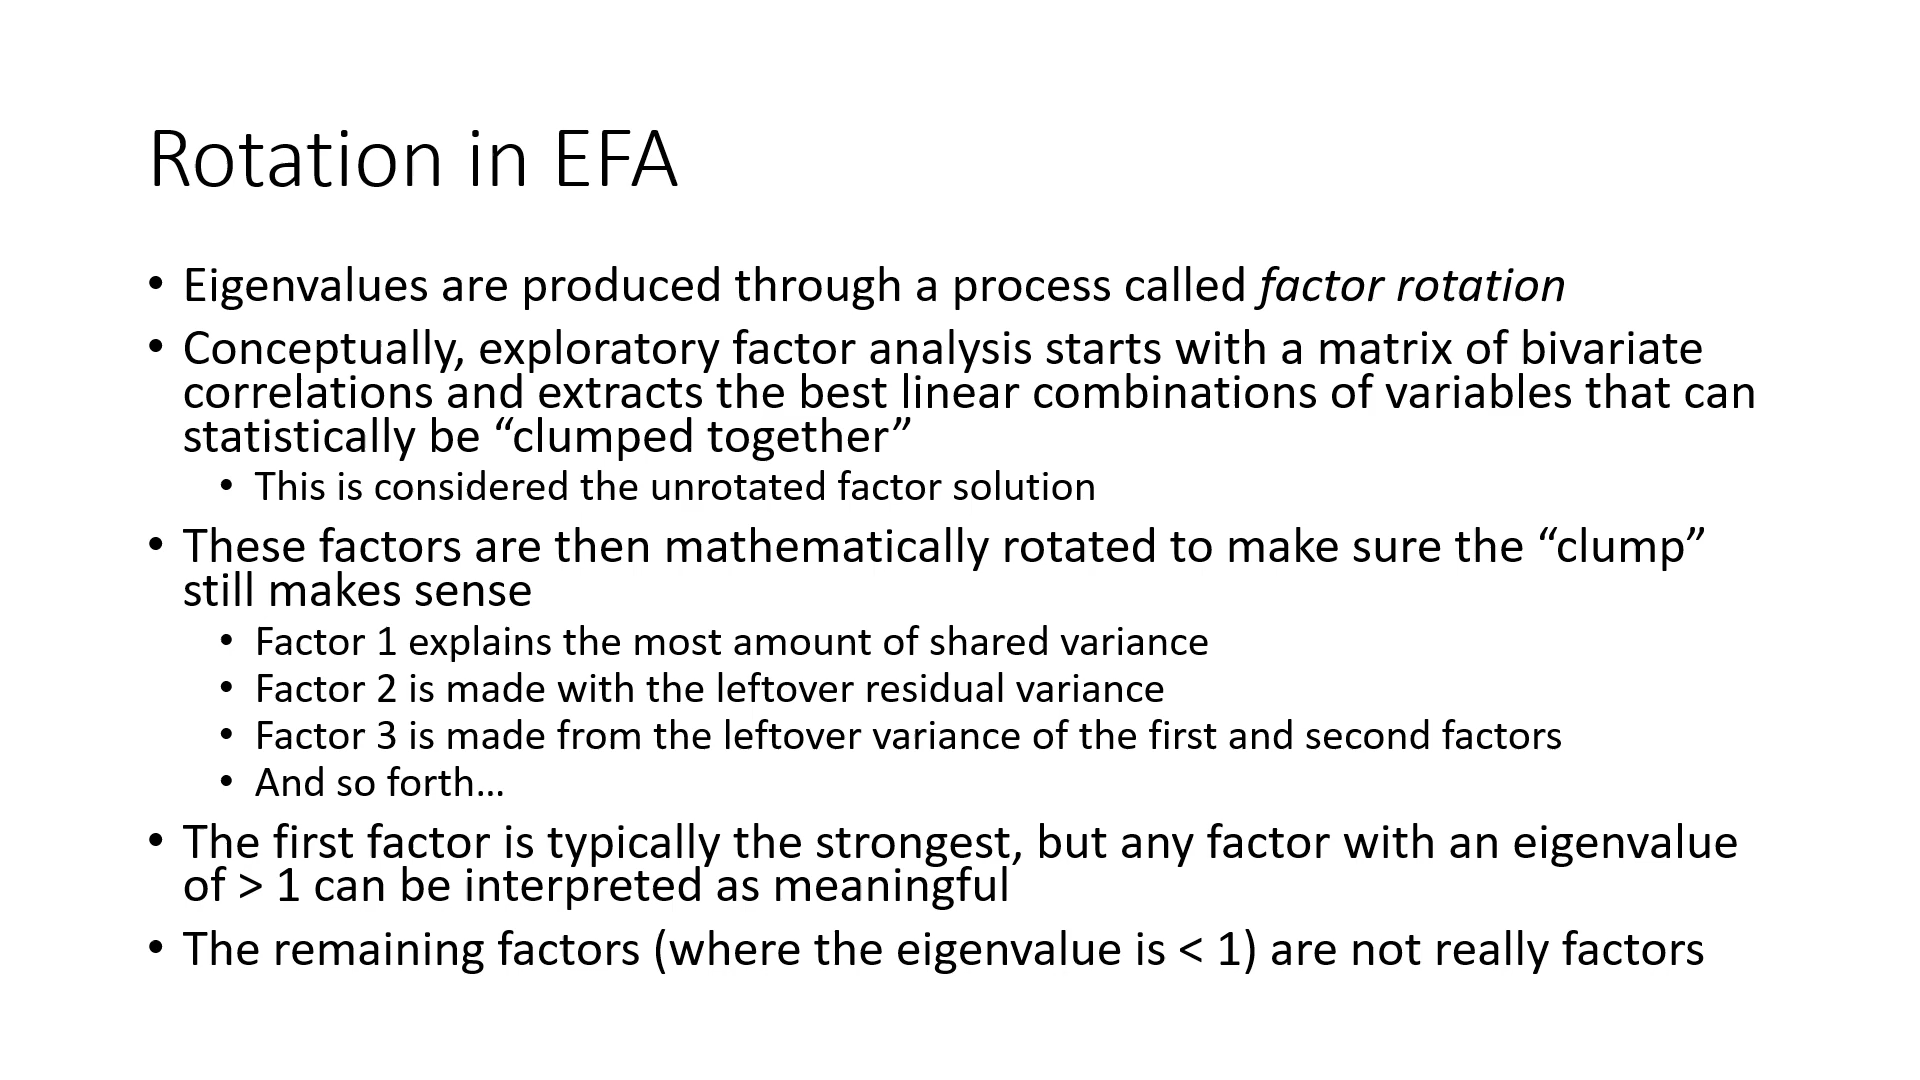 Rotation in EFA
• Eigenvalues are produced through a process called factor rotation
• Conceptually, exploratory factor analysis starts with a matrix of bivariate
correlations and extracts the best linear combinations of variables that can
statistically be “clumped together”
• This is considered the unrotated factor solution
• These factors are then mathematically rotated to make sure the “clump”
still makes sense
• Factor 1 explains the most amount of shared variance
• Factor 2 is made with the leftover residual variance
• Factor 3 is made from the leftover variance of the first and second factors
• And so forth…
• The first factor is typically the strongest, but any factor with an eigenvalue
of > 1 can be interpreted as meaningful
• The remaining factors (where the eigenvalue is < 1) are not really factors